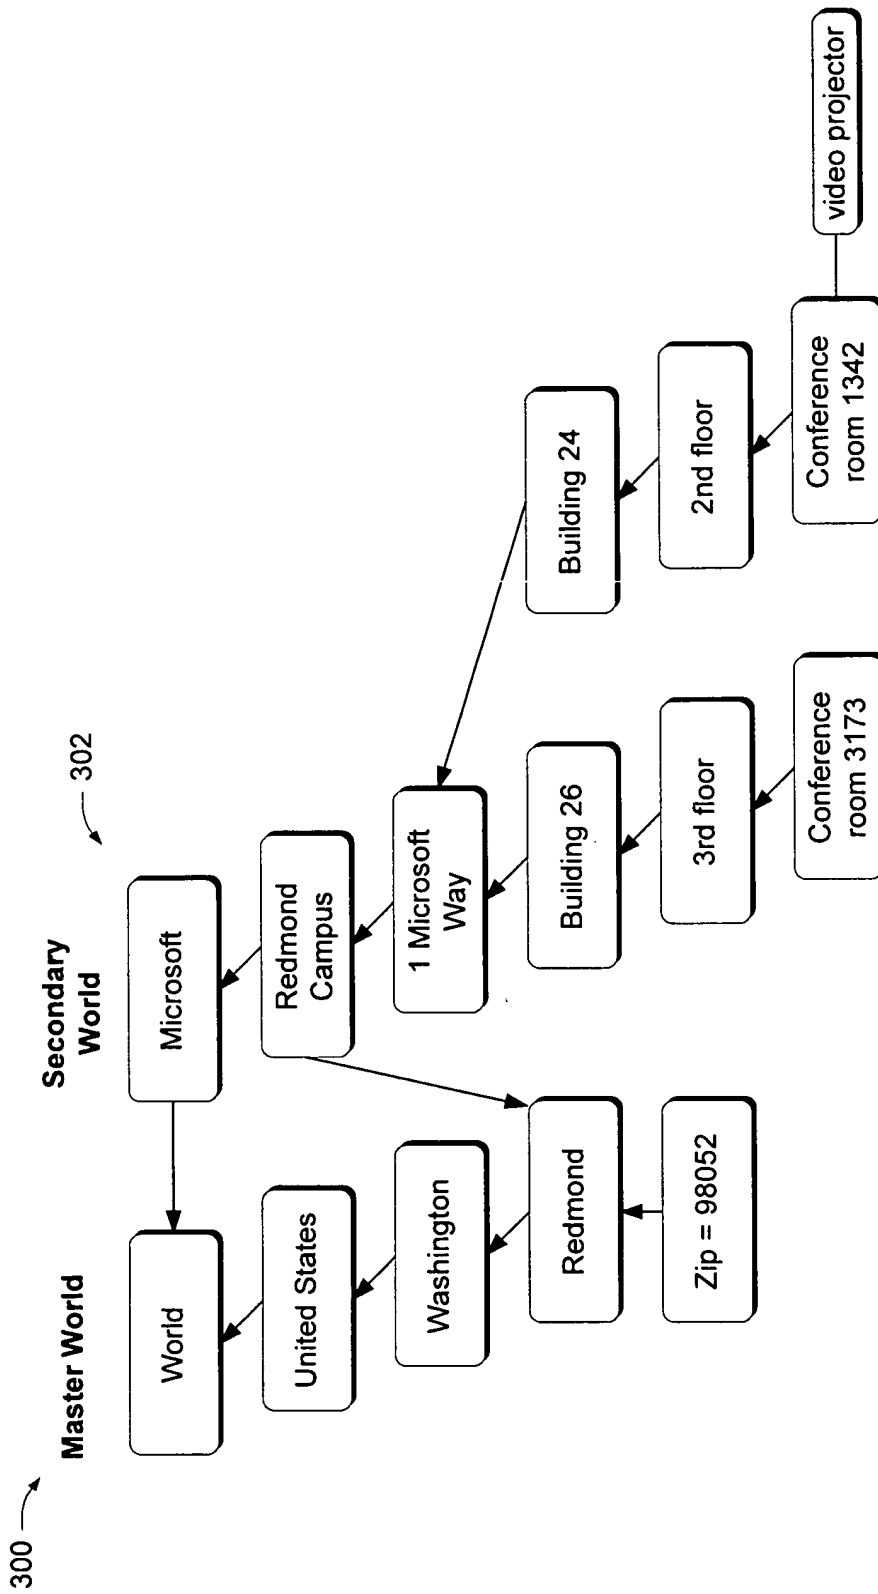 300
Master World
World
United States
Washington
Redmond
Zip = 98052
Secondary
World
302
Microsoft
Redmond
Campus
1 Microsoft
Way
Building 26
3rd floor
Conference
room 3173
Building 24
2nd floor
Conference
room 1342
video projector